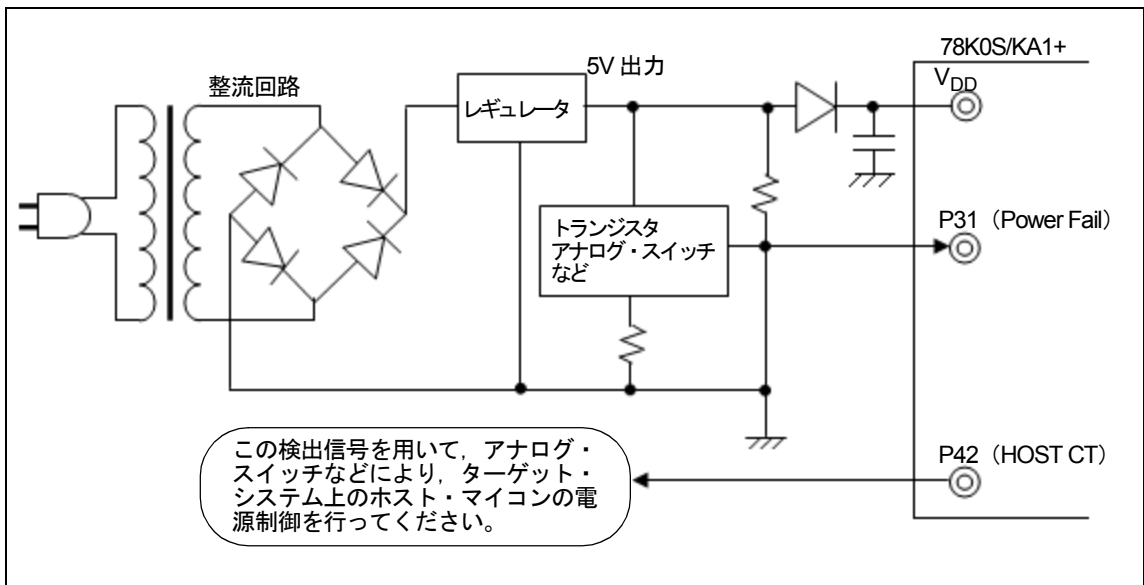 78K0S/KA1+
5V 出力
整流回路
VDD
レギュレータ
トランジスタ
アナログ・スイッチ
など
P31（Power Fail）
この検出信号を用いて，アナログ・
スイッチなどにより，ターゲット・
システム上のホスト・マイコンの電
源制御を行ってください。
P42（HOST CT）